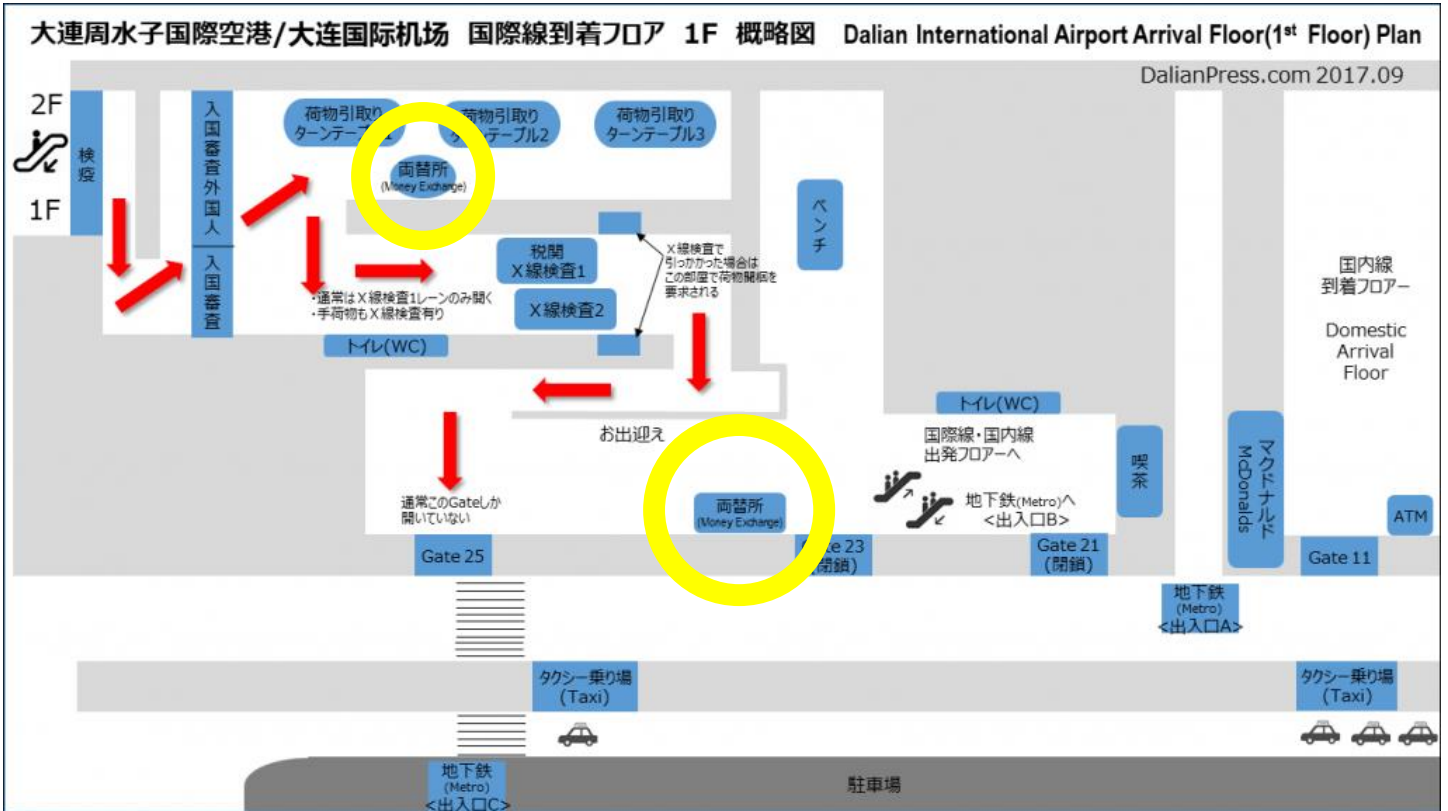 大連周水子国際空港/大连国际机场 国際線到着フロア 1F 概略図 Dalian International Airport Arrival Floor(1st Floor) Plan
DalianPress.com 2017.09
2F
1F
検疫
入国審査外国人
入国審査
荷物引取り
荷物引取り
ターンテーブル2
荷物引取り
ターンテーブル3
両替所
(Money Exchange)
税関
X線検査1
X線検査2
X線検査で
引っかかった場合は
この部屋で荷物開梱を
要求される
・通常はX線検査1レーンのみ開く
・手荷物もX線検査有り
トイレ(WC)
ベンチ
国内線
到着フロアー
Domestic
Arrival
Floor
お出迎え
トイレ(WC)
国際線・国内線
出発フロアーへ
地下鉄(Metro)へ
<出入口B>
喫茶
マクドナルド
McDonalds
ATM
通常このGateしか
開いていない
両替所
(Money Exchange)
Gate 25
23
(閉鎖)
Gate 21
(閉鎖)
Gate 11
地下鉄
(Metro)
<出入口A>
タクシー乗り場
(Taxi)
タクシー乗り場
(Taxi)
地下鉄
(Metro)
<出入口C>
駐車場